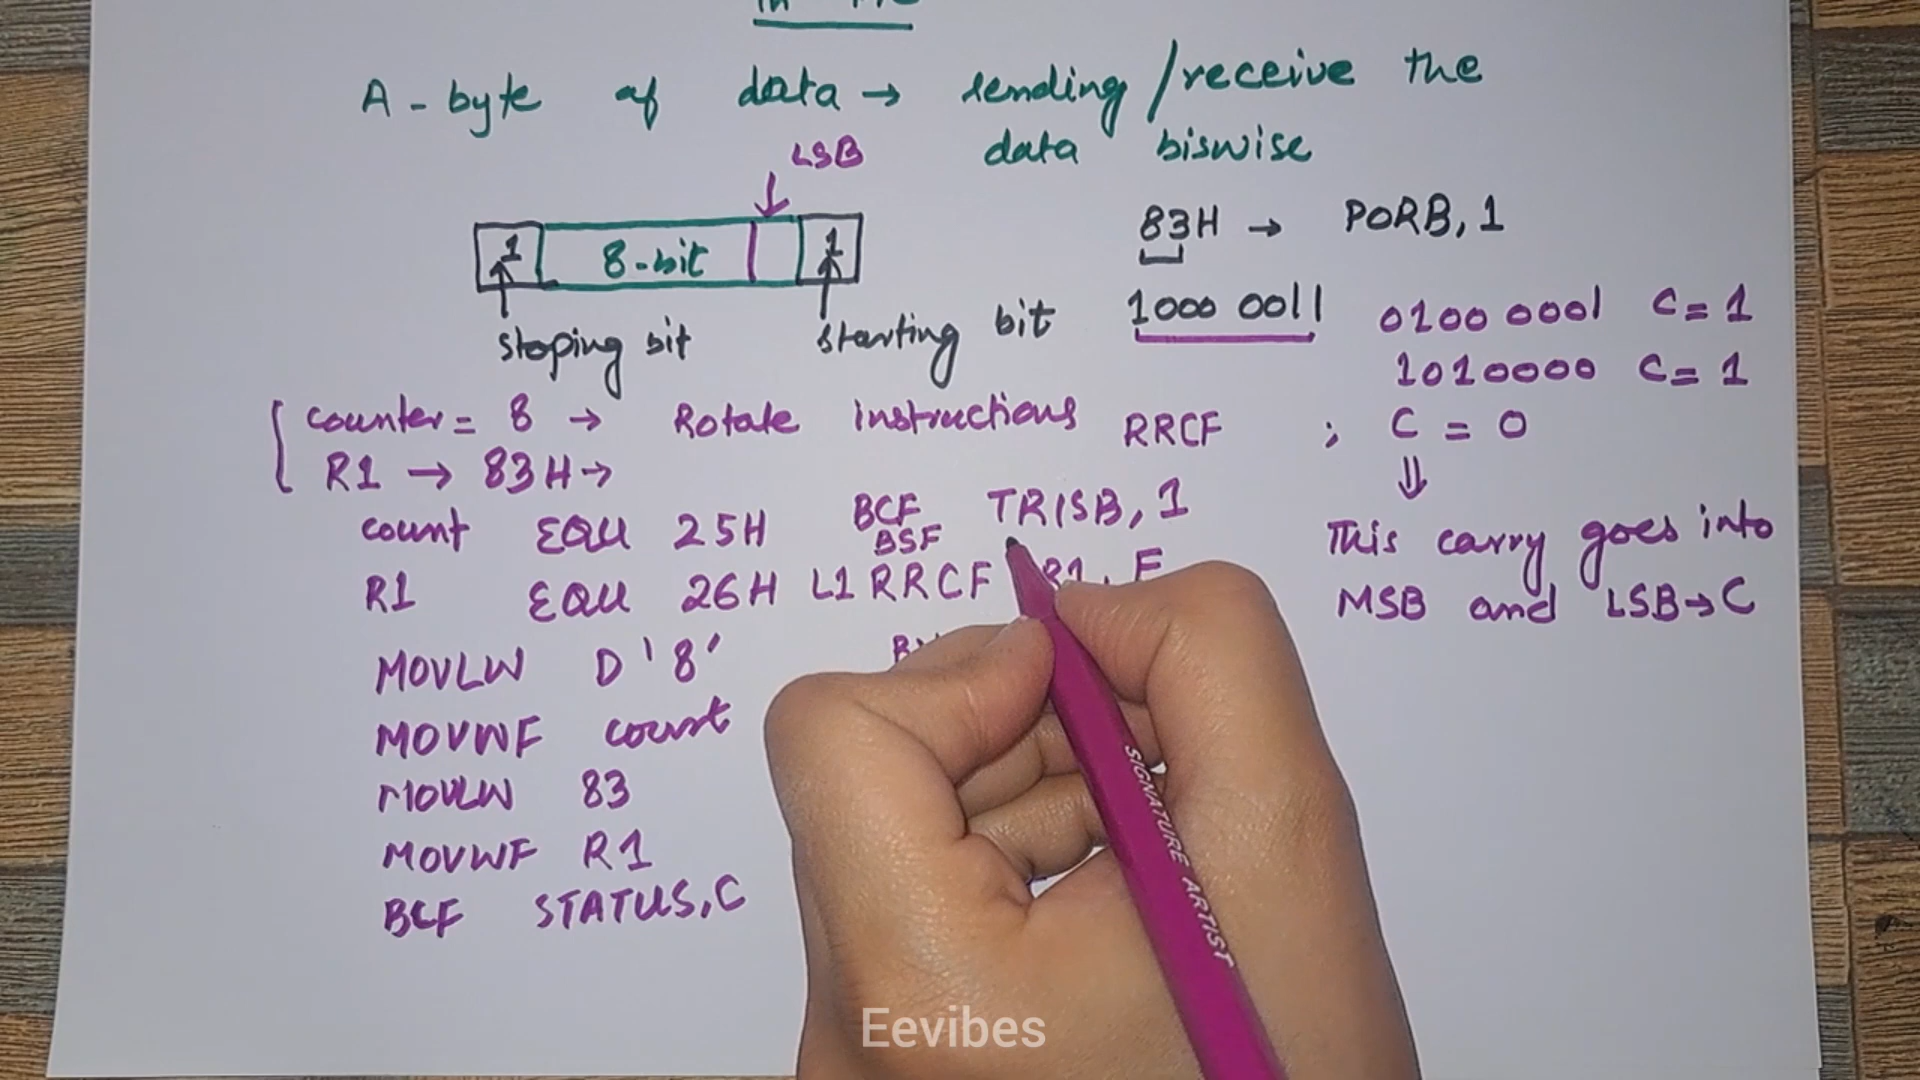 A-byte of data → sending/receive the
data biswise
LSB
1 8-bit 1
stoping bit
starting bit
83H → PORB,1
1000 0011
0100 0001 C=1
1010000 C=1
counter = 8 → Rotate instructions RRCF ; C = 0
R1 → 83H→
⇓
This carry goes into
MSB and LSB→C
count EQU 25H
R1 EQU 26H
MOVLW D'8'
MOVWF count
MOVLW 83
MOVWF R1
BCF STATUS,C
BCF TRISB,1
BSF
L1 RRCF R1,F
SIGNATURE ARTIST
Eevibes